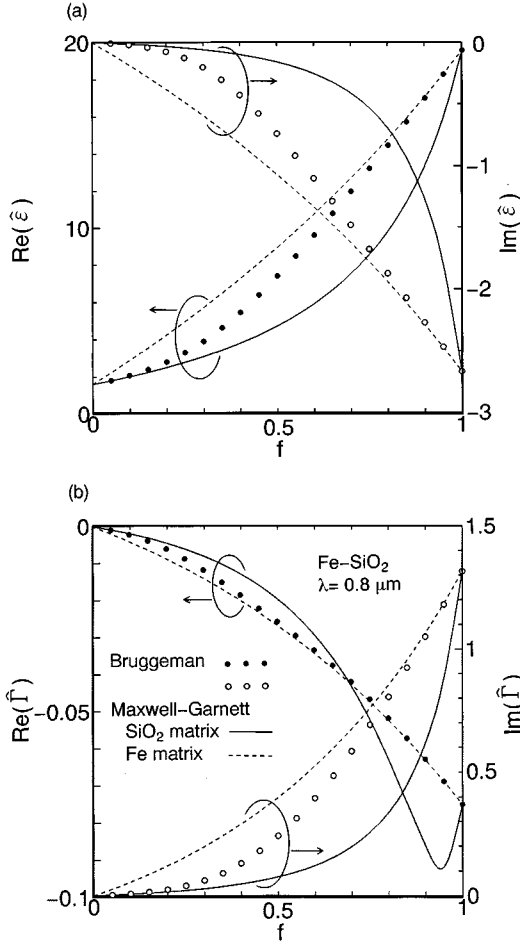 (a)
20
10
0
Re(ε̂)
0
−1
−2
−3
Im(ε̂)
0
0.5
1
f
(b)
0
−0.05
−0.1
Re(Γ̂)
1.5
1
0.5
0
Im(Γ̂)
Fe−SiO₂
λ= 0.8 μm
Bruggeman
Maxwell−Garnett
SiO₂ matrix
Fe matrix
0
0.5
1
f